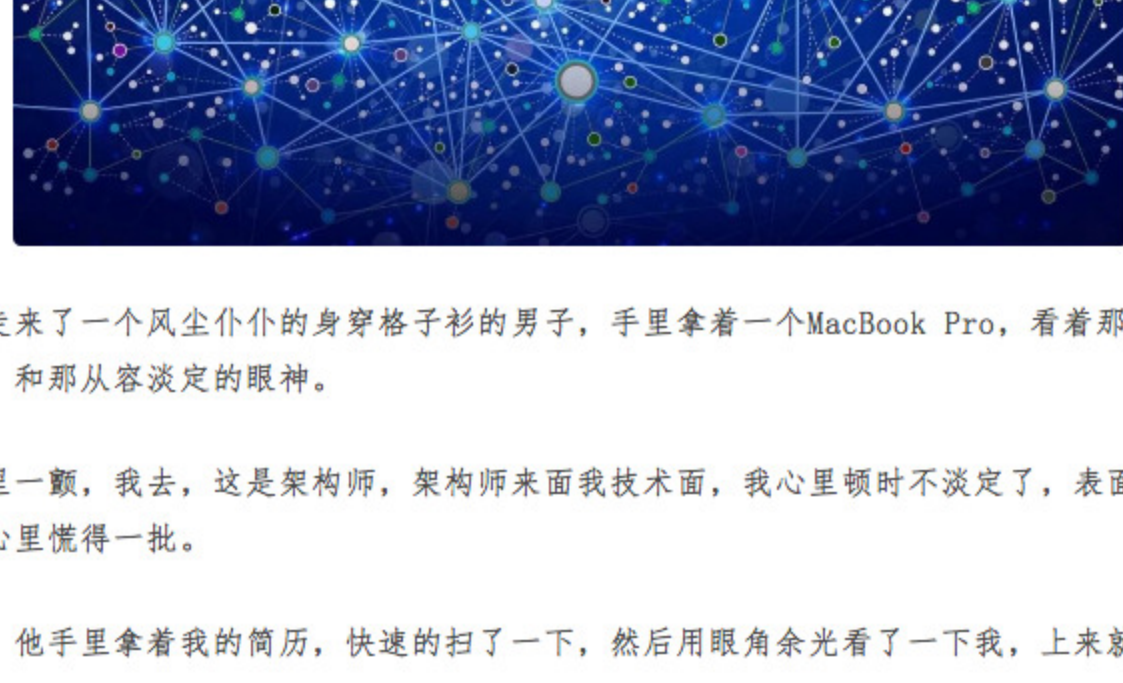 来了一个风尘仆仆的身穿格子衫的男子，手里拿着一个MacBook Pro，看着那
和那从容淡定的眼神。
里一颤，我去，这是架构师，架构师来面我技术面，我心里顿时不淡定了，表面
心里慌得一批。
他手里拿着我的简历，快速的扫了一下，然后用眼角余光看了一下我，上来就